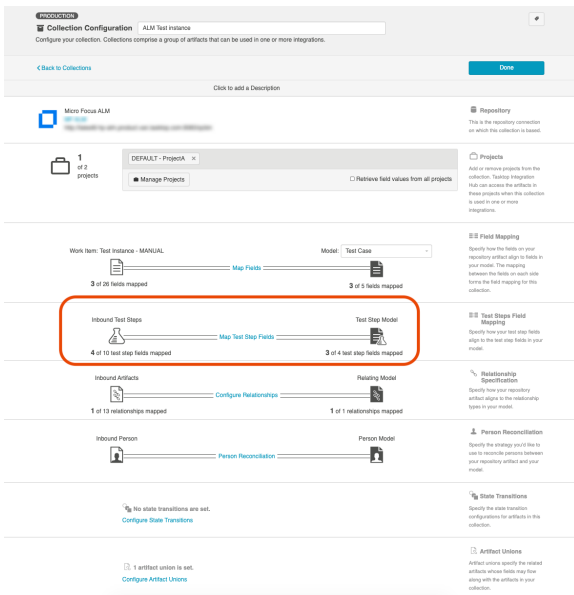 PRODUCTION
Collection Configuration ALM Test instance
Configure your collection. Collections comprise a group of artifacts that can be used in one or more integrations.
Back to Collections
Done
Click to add a Description
Micro Focus ALM
Repository
This is the repository connection
on which this collection is based.
1
of 2
projects
DEFAULT - ProjectA ×
Manage Projects
Retrieve field values from all projects
Projects
Add or remove projects from the
collection. Tasktop Integration
Hub can access the artifacts in
these projects when this collection
is used in one or more
integrations.
Work Item: Test Instance - MANUAL
Model: Test Case
Map Fields
3 of 26 fields mapped
3 of 5 fields mapped
Field Mapping
Specify how the fields on your
repository artifact align to fields in
your model. The mapping
between the fields on each side
forms the field mapping for this
collection.
Inbound Test Steps
Test Step Model
Map Test Step Fields
4 of 10 test step fields mapped
3 of 4 test step fields mapped
Test Steps Field
Mapping
Specify how your test step fields
align to the test step fields in your
model.
Inbound Artifacts
Relating Model
Configure Relationships
1 of 13 relationships mapped
1 of 1 relationships mapped
Relationship
Specification
Specify how your repository
artifact aligns to the relationship
types in your model.
Inbound Person
Person Model
Person Reconciliation
Person Reconciliation
Specify the strategy you'd like to
use to reconcile persons between
your repository artifact and your
model.
No state transitions are set.
Configure State Transitions
State Transitions
Specify the state transition
configurations for artifacts in this
collection.
1 artifact union is set.
Configure Artifact Unions
Artifact Unions
Artifact unions specify the related
artifacts whose fields may flow
along with the artifacts in your
collection.